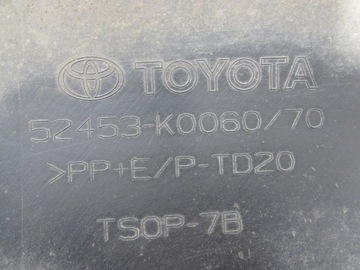 TOYOTA
52453-K0060/70
>PP+E/P-TD20
TSOP-7B